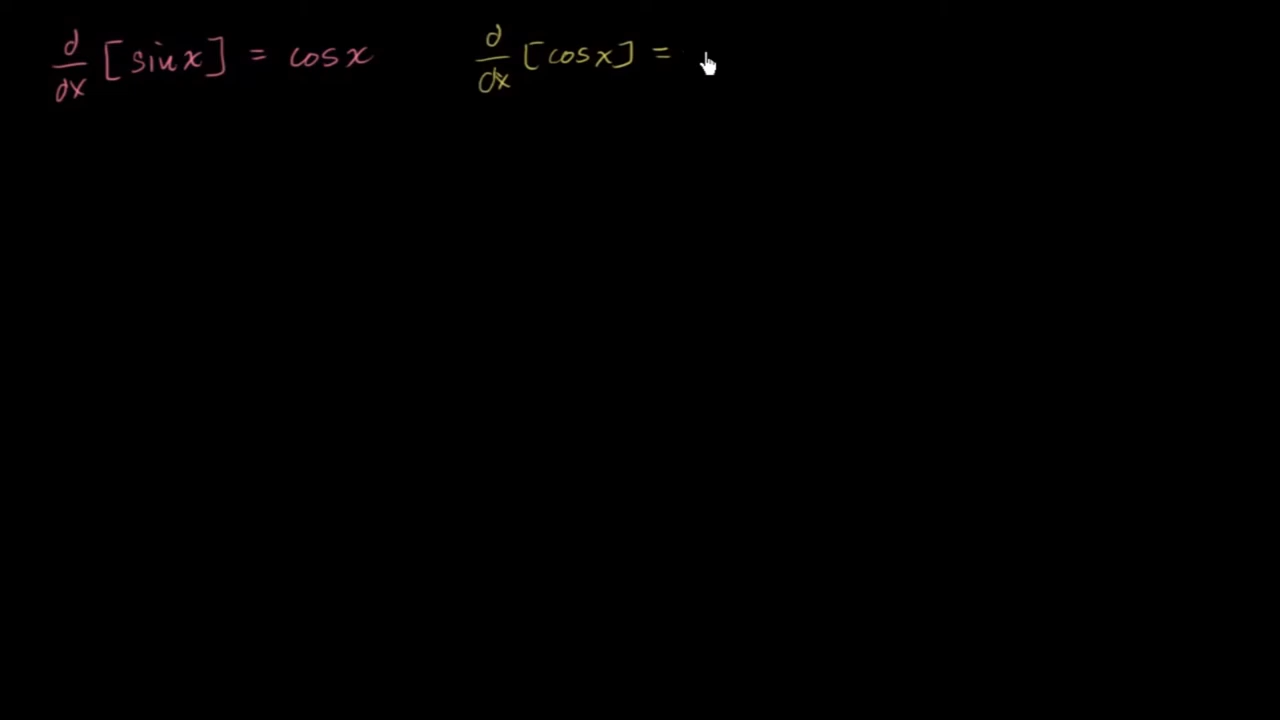 d/dx [sin x] = cos x    d/dx [cos x] =